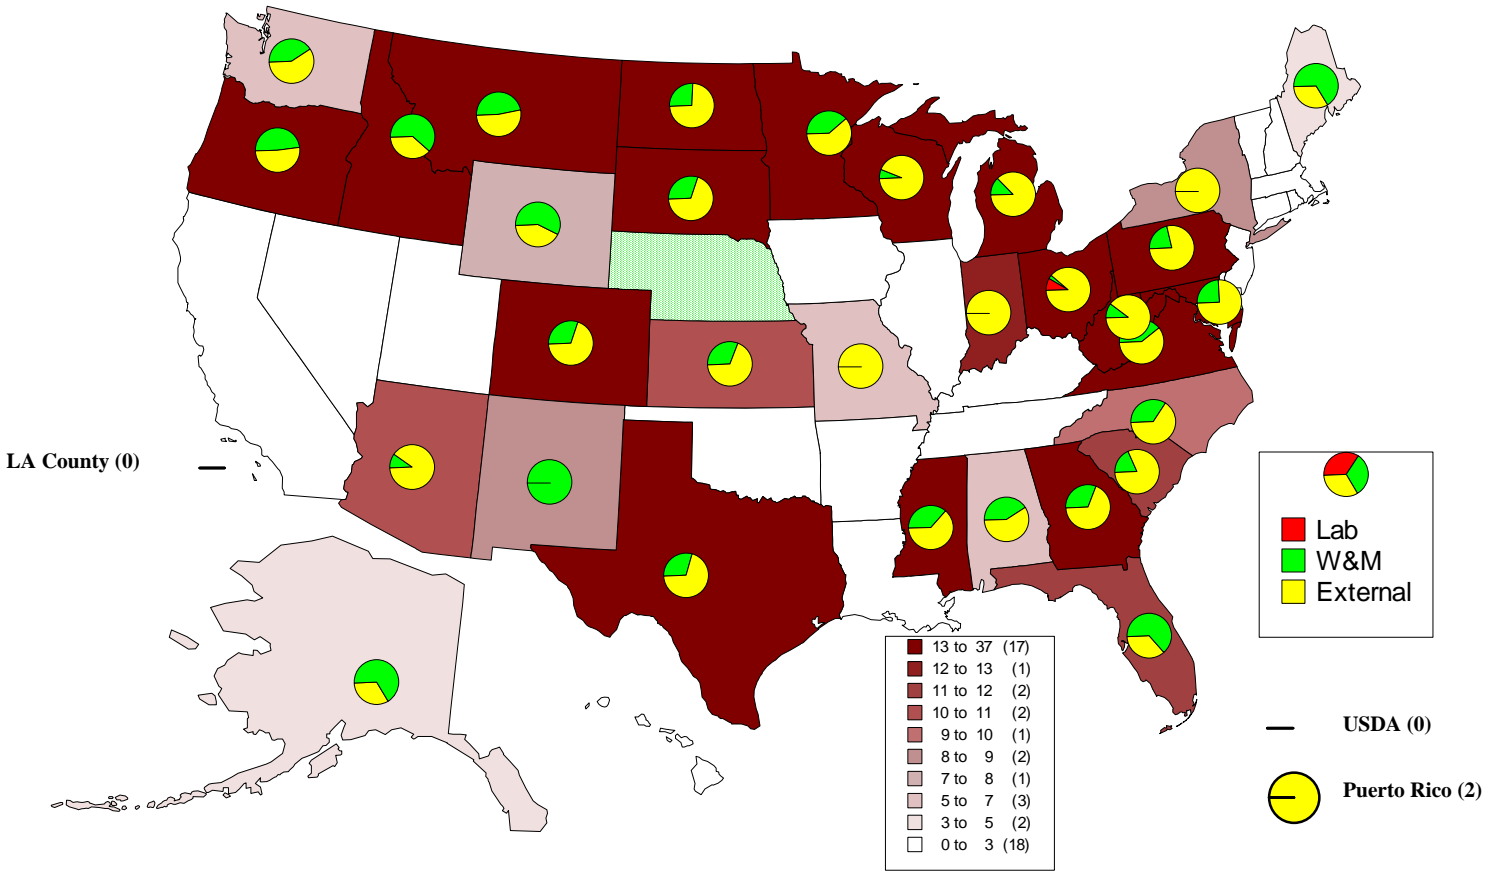 LA County (0)
Lab
W&M
External
13 to 37 (17)
12 to 13 (1)
11 to 12 (2)
10 to 11 (2)
9 to 10 (1)
8 to 9 (2)
7 to 8 (1)
5 to 7 (3)
3 to 5 (2)
0 to 3 (18)
USDA (0)
Puerto Rico (2)